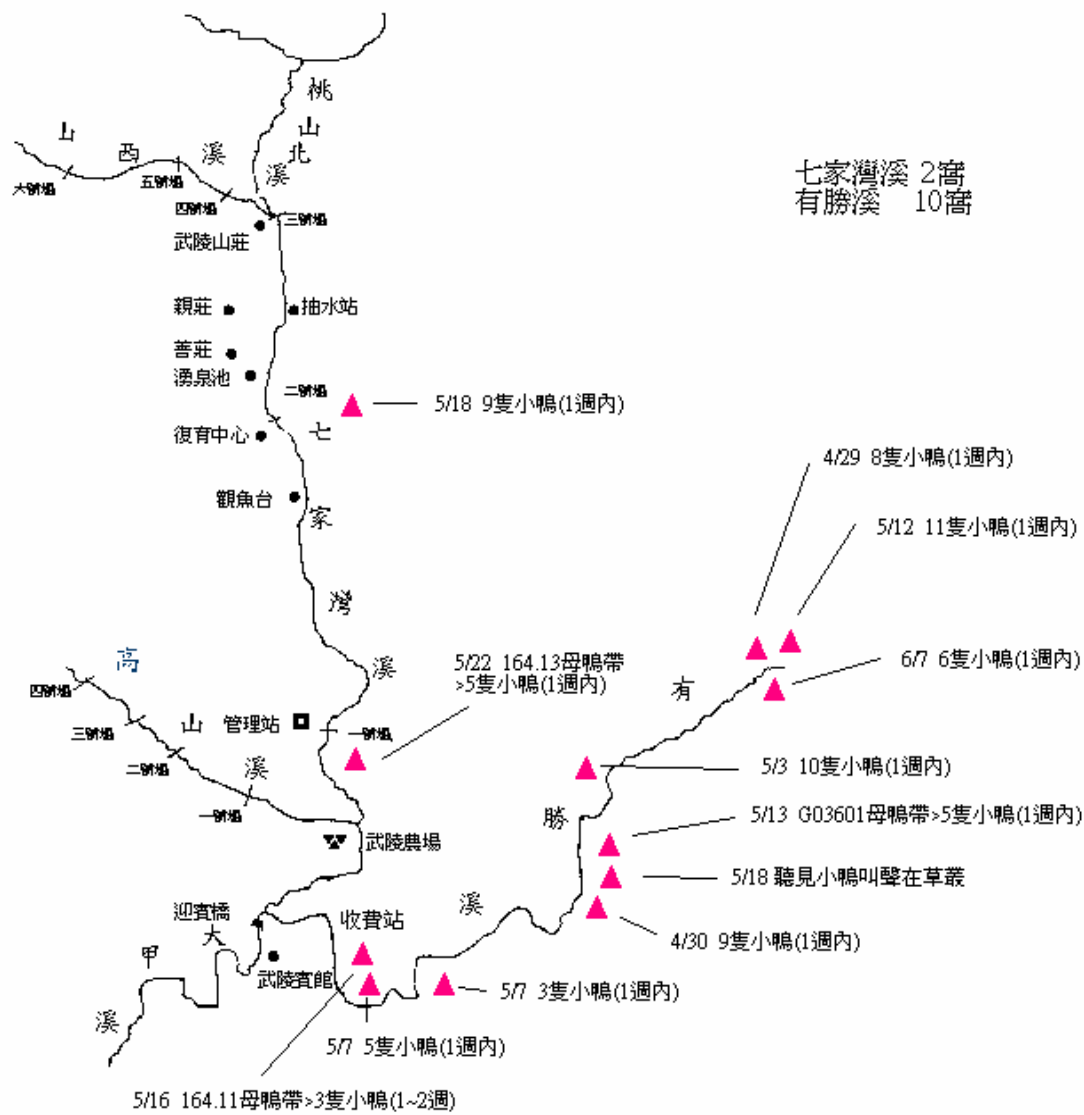 桃
山
北
溪
山 西 溪
六號堰
五號堰
四號堰
三號堰
武陵山莊
七家灣溪 2窩
有勝溪 10窩
親莊
抽水站
善莊
湧泉池
二號堰
5/18 9隻小鴨(1週內)
復育中心
七
家
灣
溪
觀魚台
4/29 8隻小鴨(1週內)
5/12 11隻小鴨(1週內)
6/7 6隻小鴨(1週內)
5/22 164.13母鴨帶
>5隻小鴨(1週內)
高
山
溪
四號堰
三號堰
二號堰
一號堰
管理站
一號堰
有
勝
溪
5/3 10隻小鴨(1週內)
5/13 G03601母鴨帶>5隻小鴨(1週內)
5/18 聽見小鴨叫聲在草叢
4/30 9隻小鴨(1週內)
武陵農場
迎賓橋
收費站
大
甲
溪
武陵賓館
5/7 3隻小鴨(1週內)
5/7 5隻小鴨(1週內)
5/16 164.11母鴨帶>3隻小鴨(1~2週)